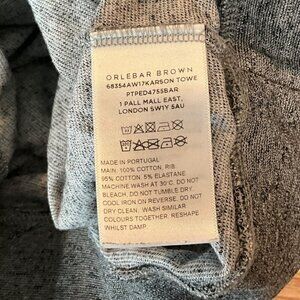 ORLEBAR BROWN
68354AW17KARSON TOWE
PTPED4755BAR
1 PALL MALL EAST,
LONDON SW1Y 5AU
MADE IN PORTUGAL
MAIN: 100% COTTON, RIB:
95% COTTON, 5% ELASTANE
MACHINE WASH AT 30°C. DO NOT
BLEACH. DO NOT TUMBLE DRY.
COOL IRON ON REVERSE. DO NOT
DRY CLEAN. WASH SIMILAR
COLOURS TOGETHER. RESHAPE
WHILST DAMP.